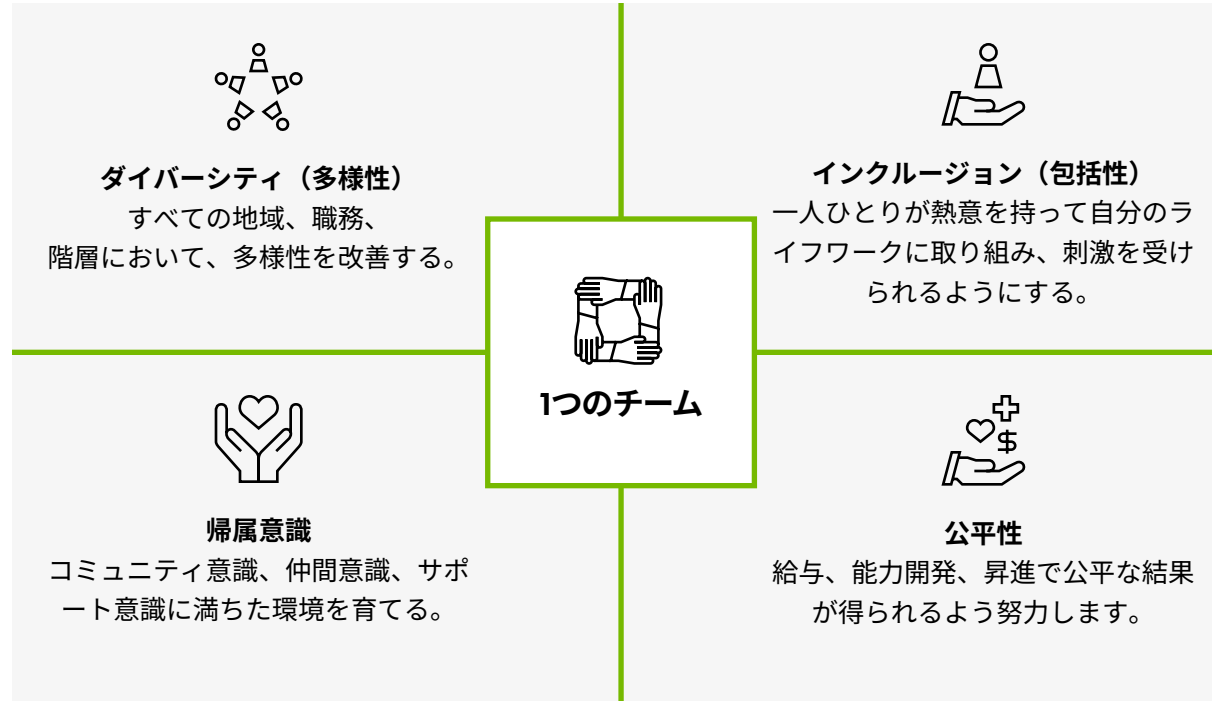 ダイバーシティ（多様性）
すべての地域、職務、
階層において、多様性を改善する。
インクルージョン（包括性）
一人ひとりが熱意を持って自分のラ
イフワークに取り組み、刺激を受け
られるようにする。
1つのチーム
帰属意識
コミュニティ意識、仲間意識、サポ
ート意識に満ちた環境を育てる。
公平性
給与、能力開発、昇進で公平な結果
が得られるよう努力します。